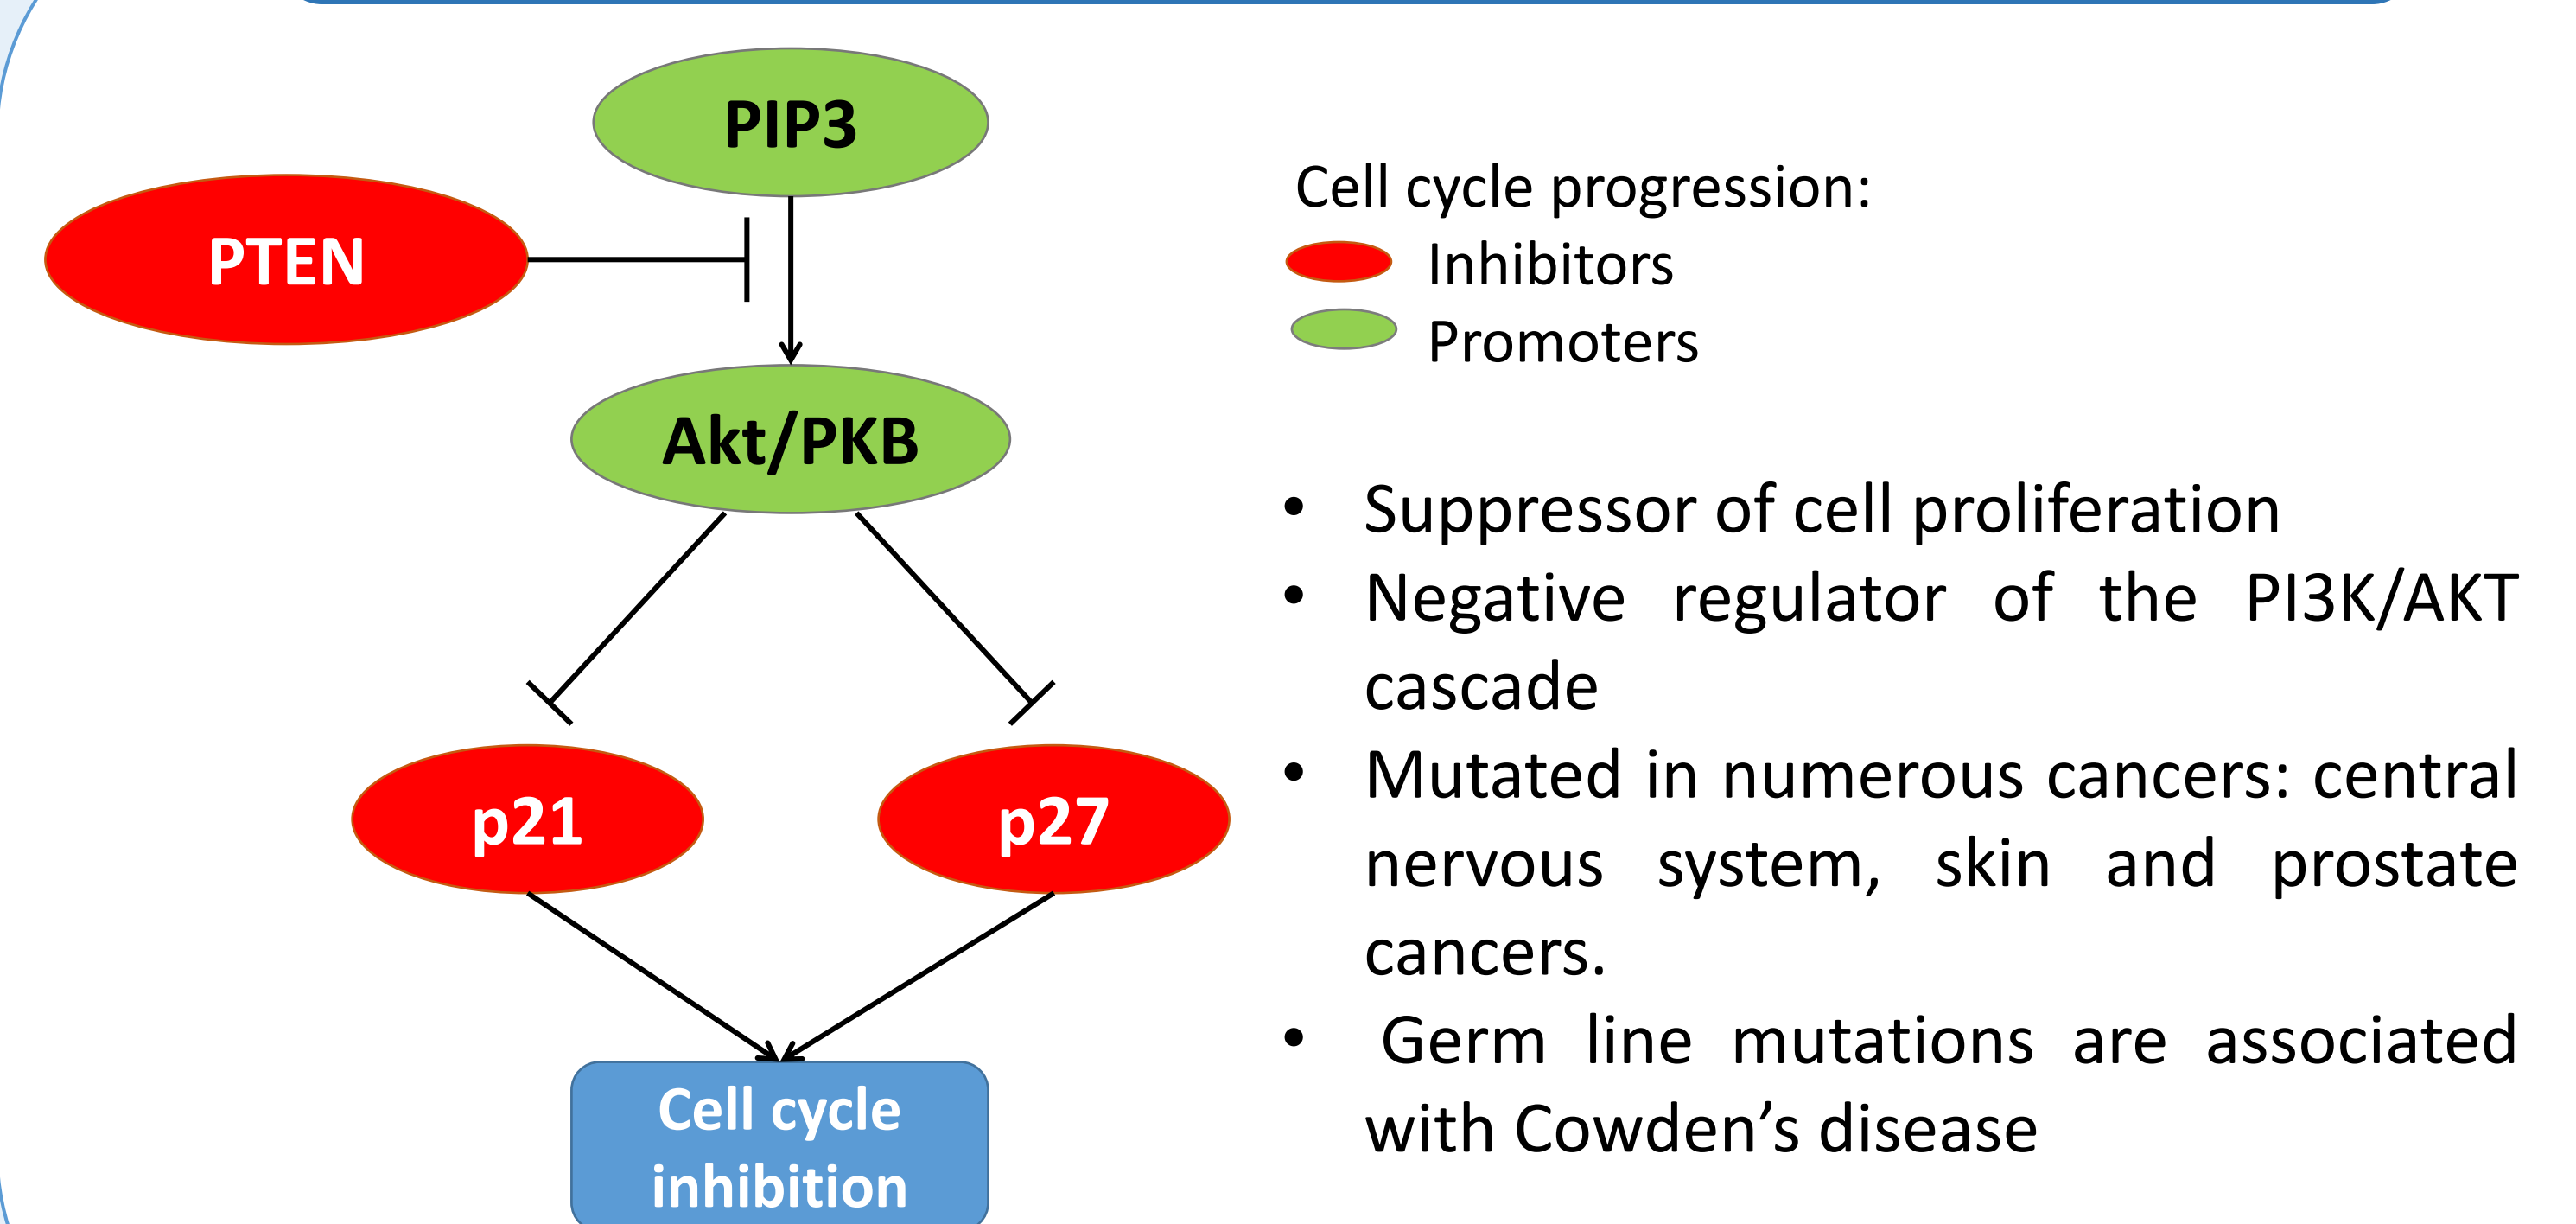 PIP3
PTEN
Akt/PKB
p21
p27
Cell cycle
inhibition
Cell cycle progression:
Inhibitors
Promoters
• Suppressor of cell proliferation
• Negative regulator of the PI3K/AKT
cascade
• Mutated in numerous cancers: central
nervous system, skin and prostate
cancers.
• Germ line mutations are associated
with Cowden’s disease